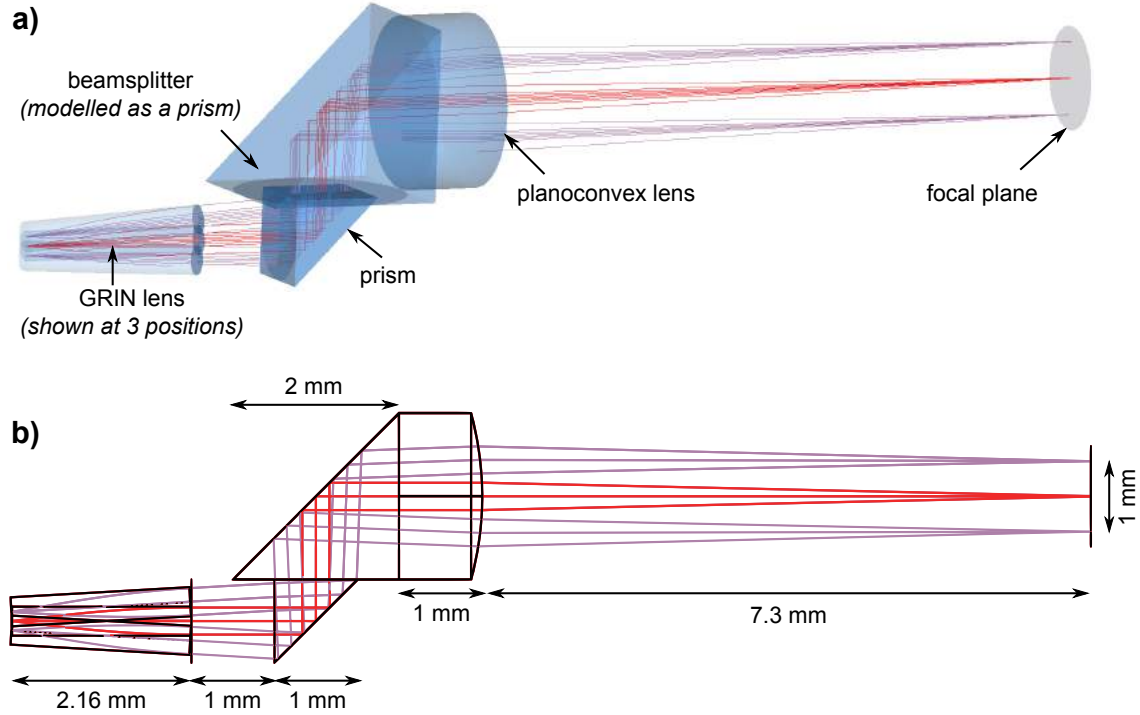 a)
beamsplitter
(modelled as a prism)
planoconvex lens
focal plane
prism
GRIN lens
(shown at 3 positions)
b)
2 mm
1 mm
1 mm
7.3 mm
2.16 mm
1 mm
1 mm